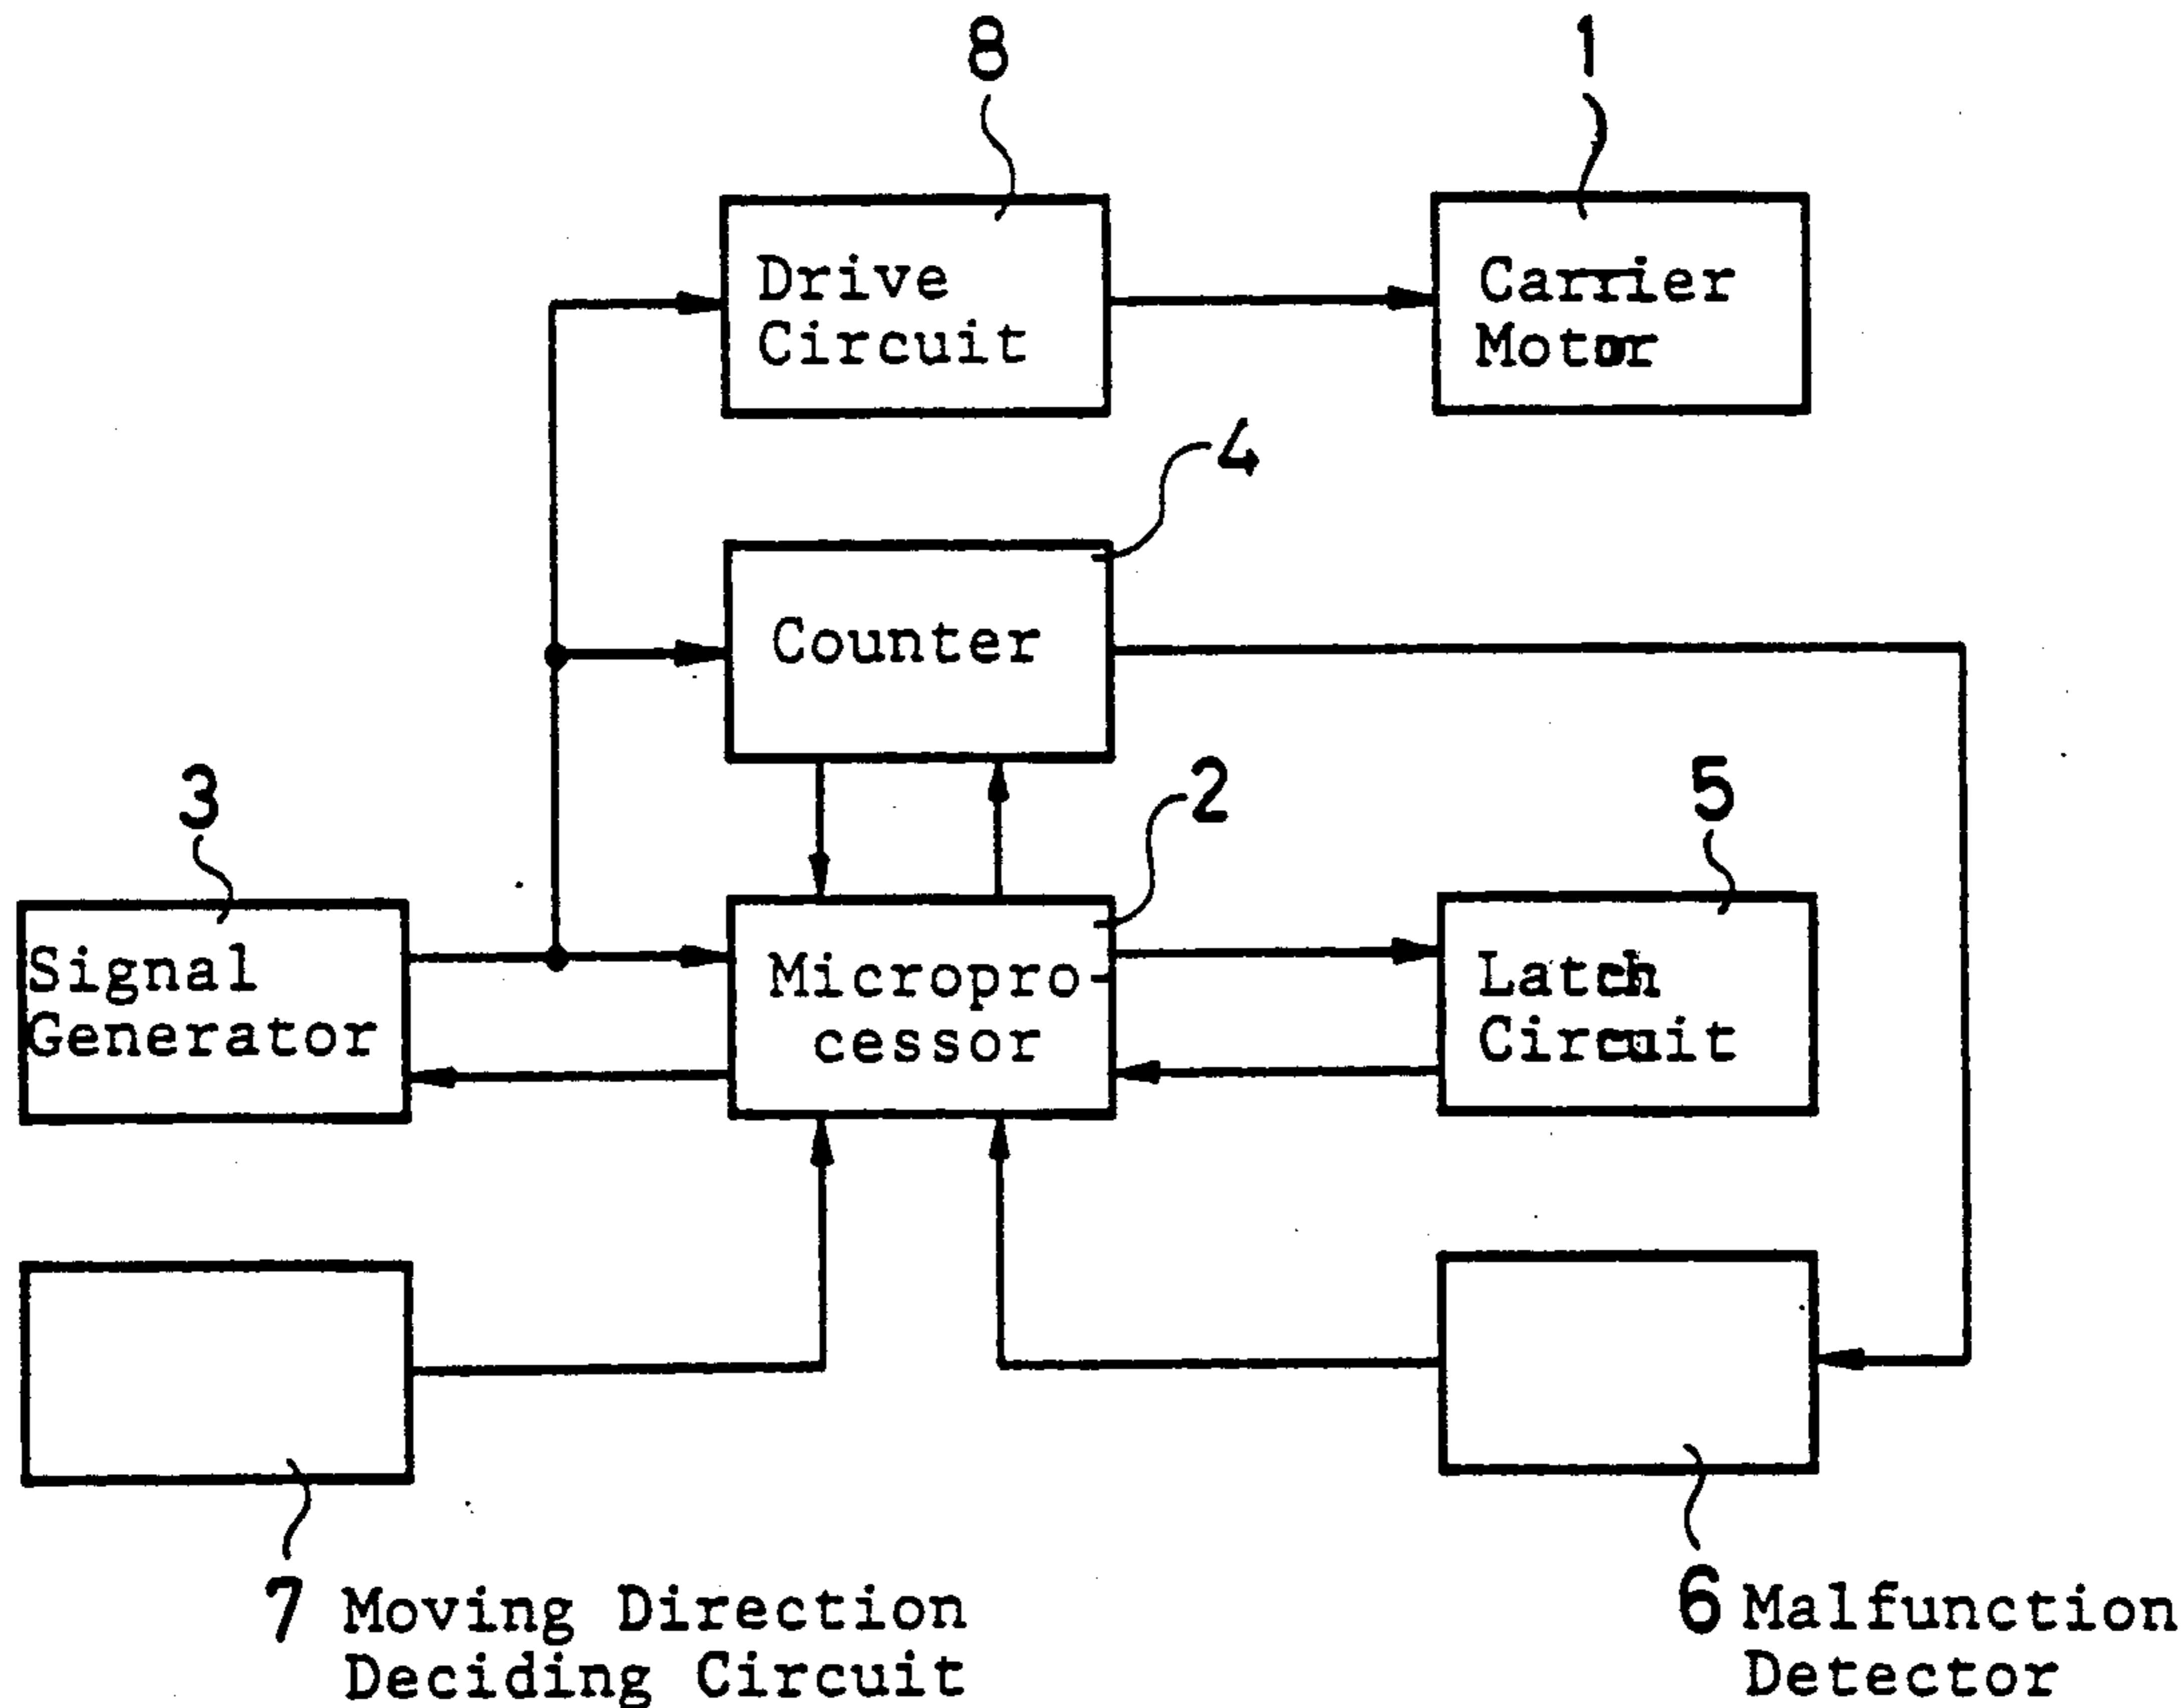 8
1
Drive
Circuit
Carrier
Motor
4
Counter
3
2
5
Signal
Generator
Micropro-
cessor
Latch
Circuit
7 Moving Direction
Deciding Circuit
6 Malfunction
Detector